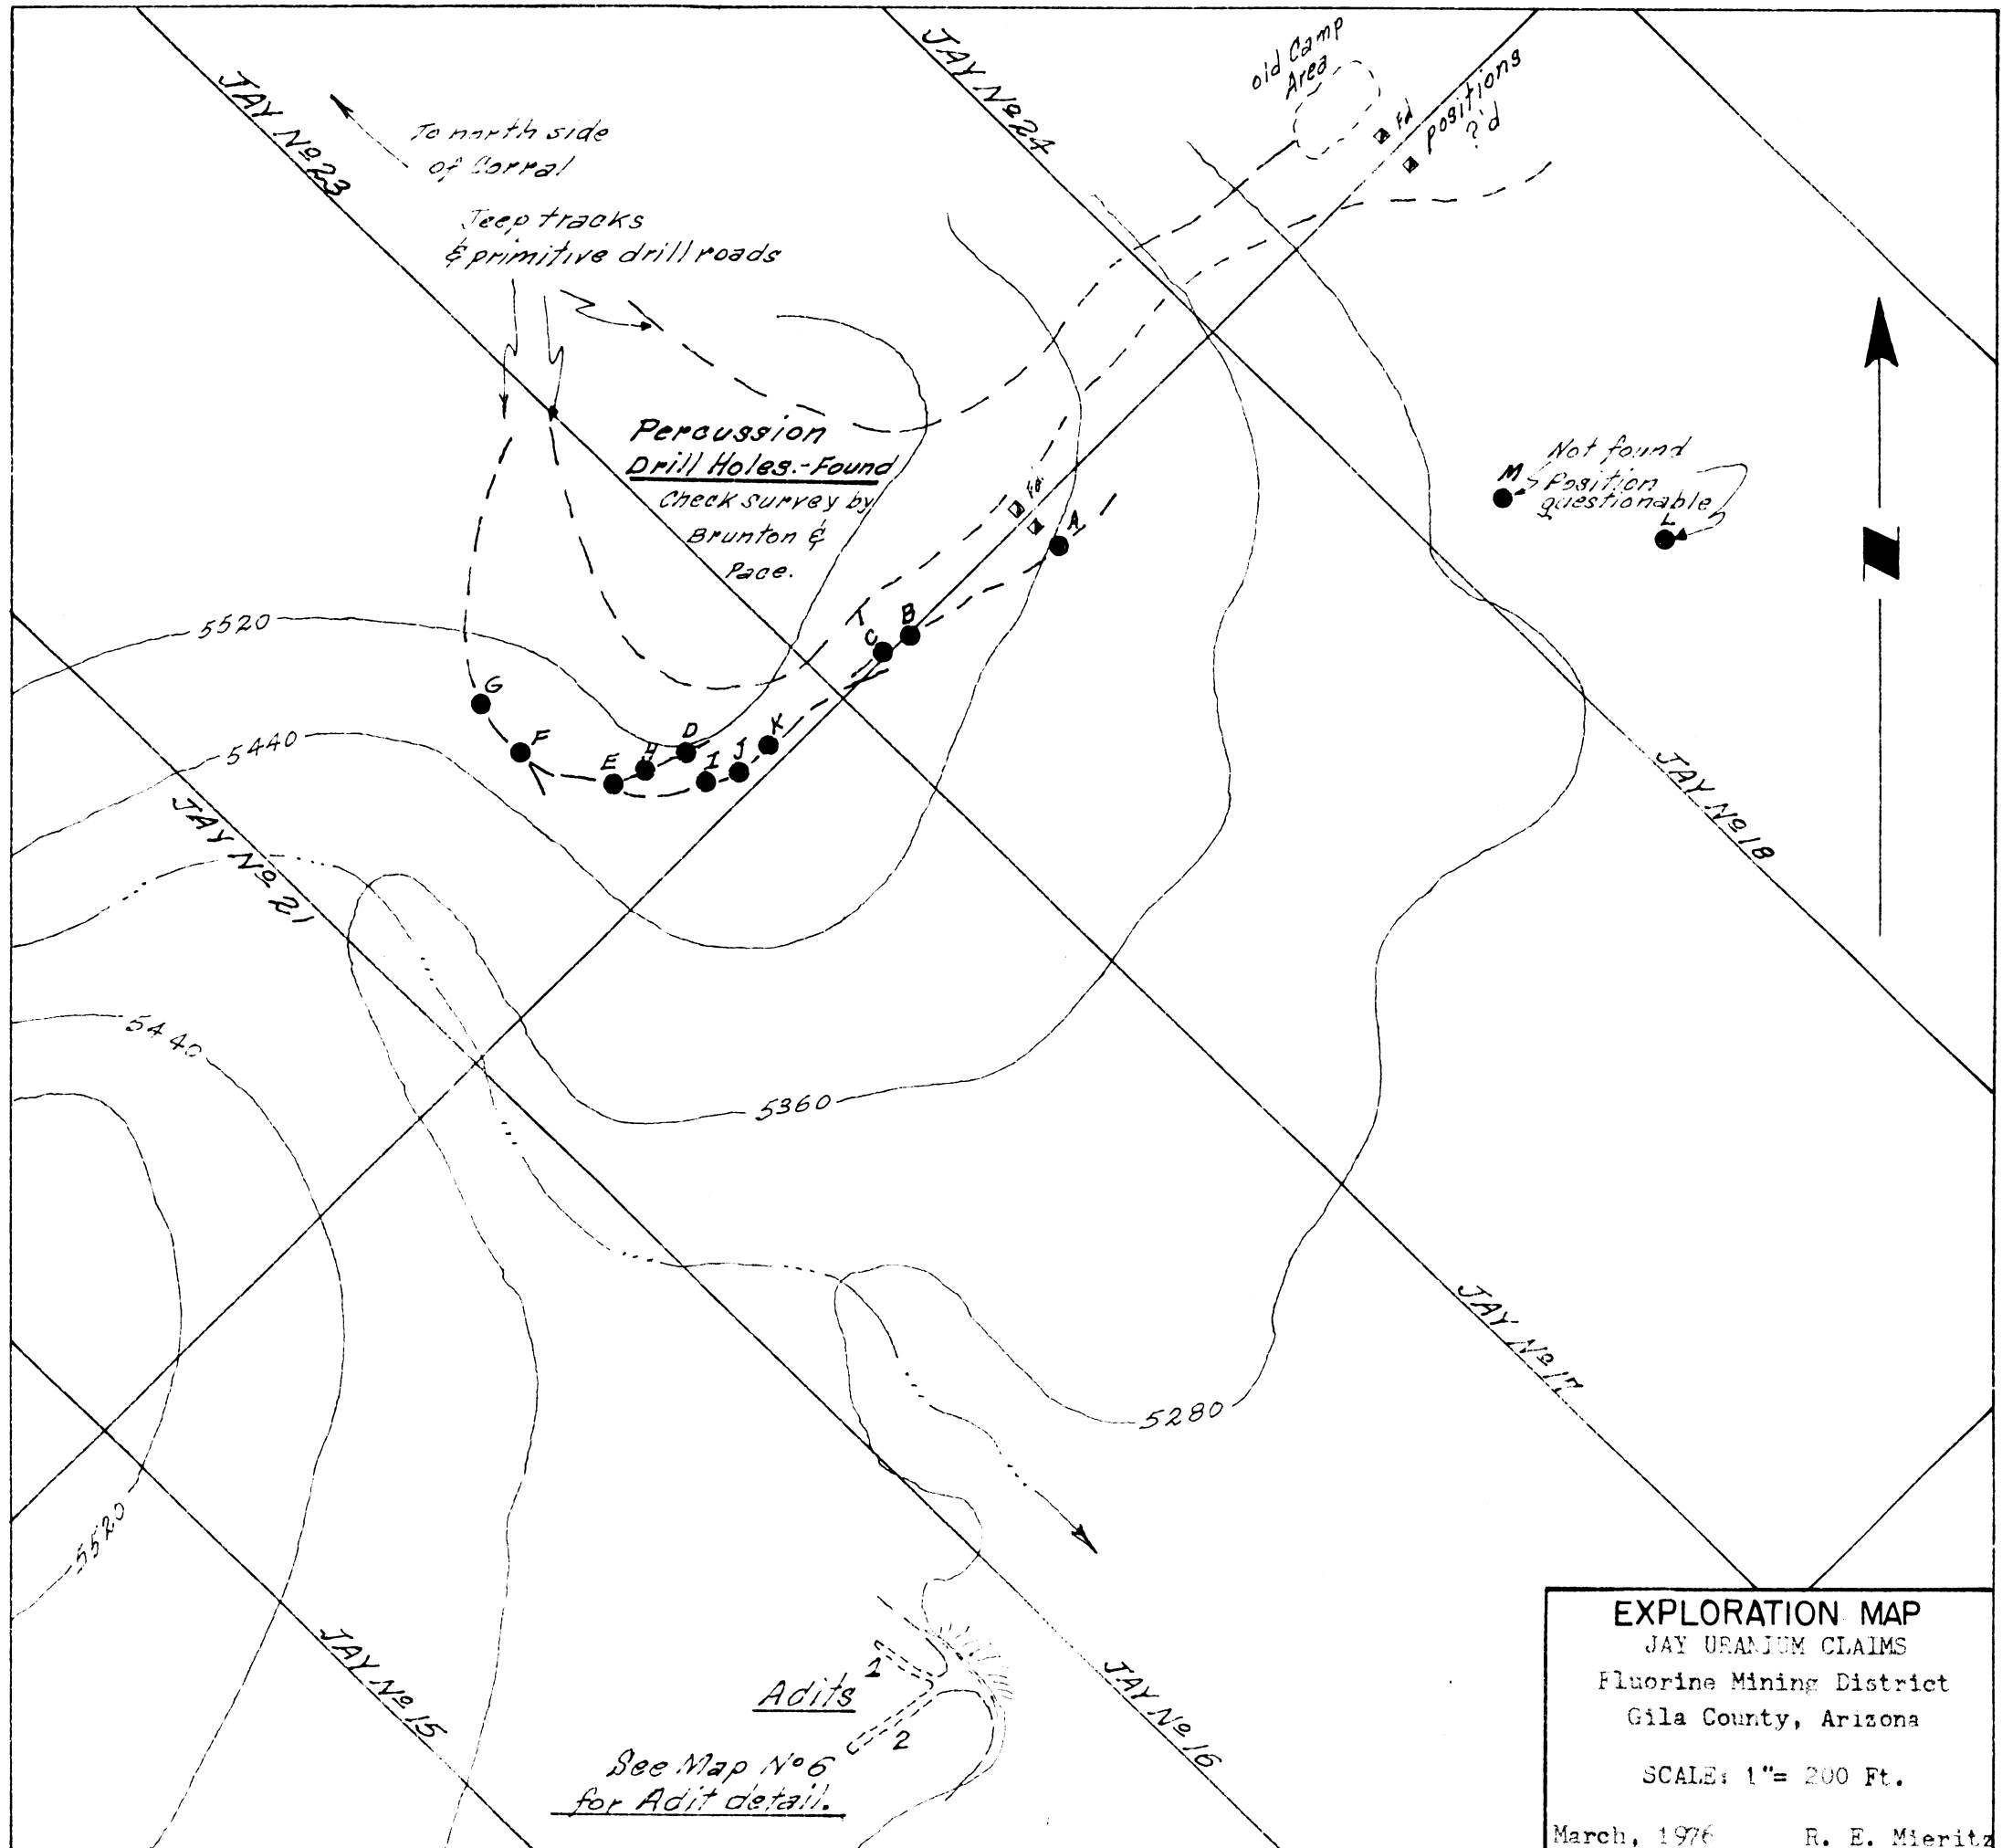 JAY No 23
JAY No 24
old Camp
Area
Fd
positions
?'d
To north side
of Corral
Jeep tracks
& primitive drill roads
Percussion
Drill Holes.-Found
Check survey by
Brunton &
Pace.
Fd.
A
B
C
Not found
Position
questionable
M
L
N
5520
G
F
E
H
D
I
J
K
5440
JAY No 21
JAY No 18
5440
5360
JAY No 17
5280
5520
JAY No 15
Adits
1
2
See Map No 6
for Adit detail.
JAY No 16
EXPLORATION MAP
JAY URANIUM CLAIMS
Fluorine Mining District
Gila County, Arizona
SCALE: 1"= 200 Ft.
March, 1976 R. E. Mieritz